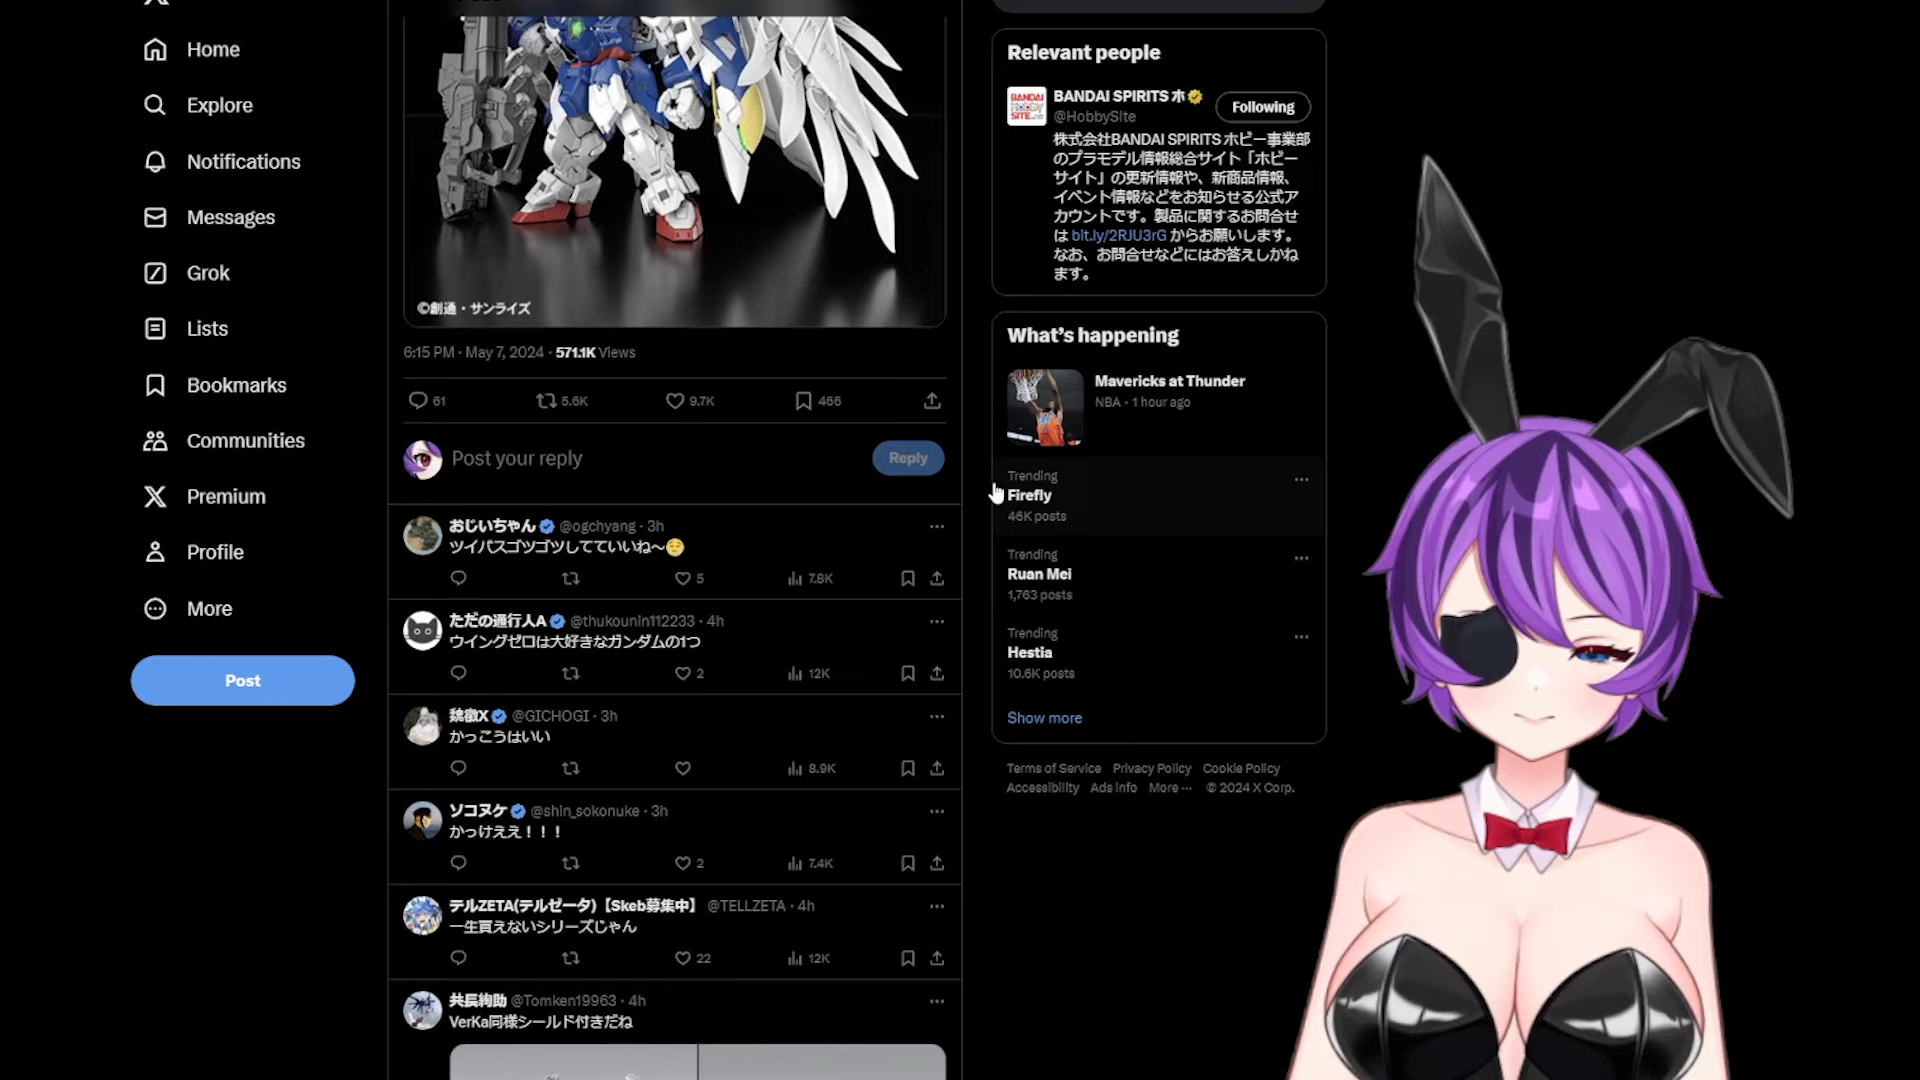 Home
Explore
Notifications
Messages
Grok
Lists
Bookmarks
Communities
Premium
Profile
More
Post
©創通・サンライズ
6:15 PM · May 7, 2024 · 571.1K Views
61 5.6K 9.7K 466
Post your reply
Reply
おじいちゃん @ogchyang · 3h
ツイバスゴツゴツしてていいね〜😌
5 7.8K
ただの通行人A @thukounin112233 · 4h
ウイングゼロは大好きなガンダムの1つ
2 12K
魏徵X @GICHOGI · 3h
かっこうはいい
8.9K
ソコヌケ @shin_sokonuke · 3h
かっけええ！！！
2 7.4K
テルZETA(テルゼータ)【Skeb募集中】 @TELLZETA · 4h
一生買えないシリーズじゃん
22 12K
共長絢助 @Tomken19963 · 4h
VerKa同様シールド付きだね
Relevant people
BANDAI HOBBY SITE
BANDAI SPIRITS ホ
@HobbySite
Following
株式会社BANDAI SPIRITS ホビー事業部
のプラモデル情報総合サイト「ホビー
サイト」の更新情報や、新商品情報、
イベント情報などをお知らせる公式ア
カウントです。製品に関するお問合せ
は bit.ly/2RJU3rG からお願いします。
なお、お問合せなどにはお答えしかね
ます。
What's happening
Mavericks at Thunder
NBA · 1 hour ago
Trending
Firefly
46K posts
Trending
Ruan Mei
1,763 posts
Trending
Hestia
10.6K posts
Show more
Terms of Service Privacy Policy Cookie Policy
Accessibility Ads info More ··· © 2024 X Corp.